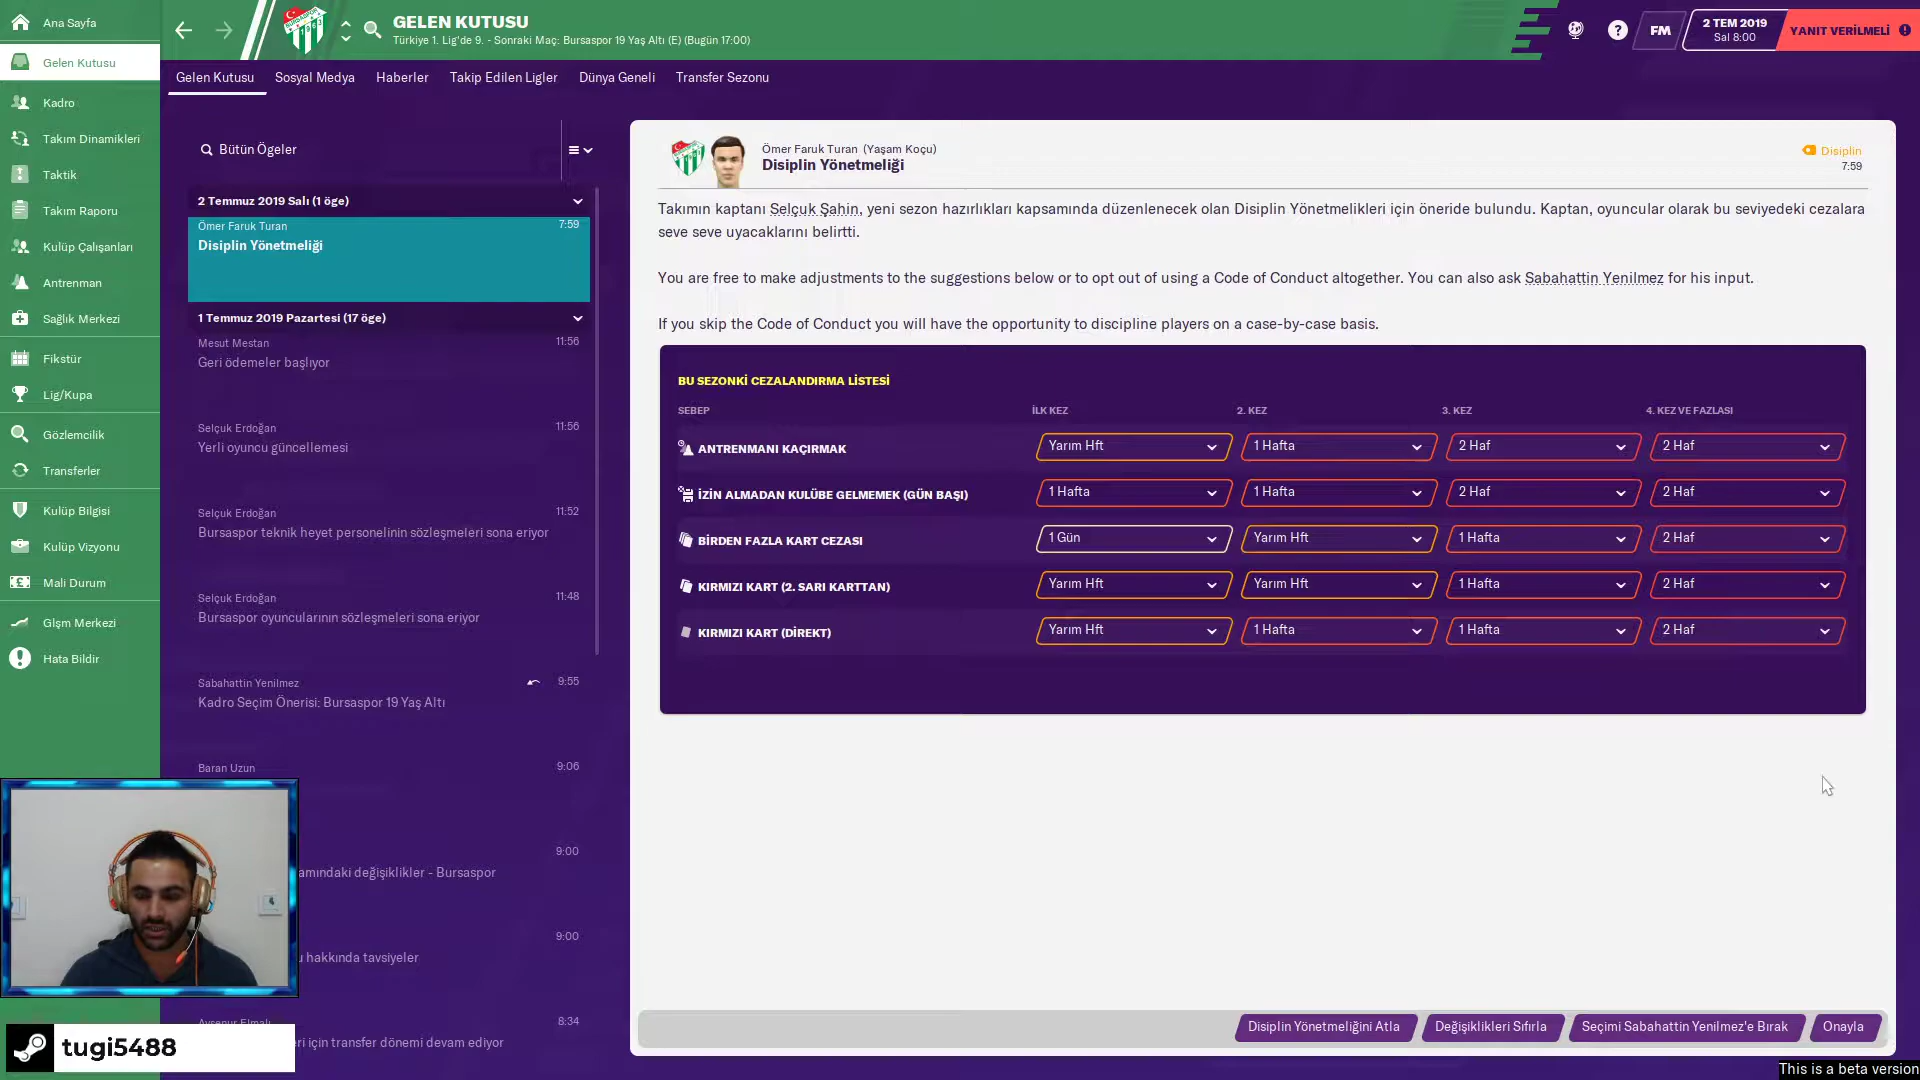 Ana Sayfa
GELEN KUTUSU
Türkiye 1. Lig'de 9. - Sonraki Maç: Bursaspor 19 Yaş Altı (E) (Bugün 17:00)
FM
2 TEM 2019
Sal 8:00
YANIT VERİLMELİ
Gelen Kutusu
Gelen Kutusu
Sosyal Medya
Haberler
Takip Edilen Ligler
Dünya Geneli
Transfer Sezonu
Kadro
Takım Dinamikleri
Taktik
Takım Raporu
Kulüp Çalışanları
Antrenman
Sağlık Merkezi
Fikstür
Lig/Kupa
Gözlemcilik
Transferler
Kulüp Bilgisi
Kulüp Vizyonu
Mali Durum
Glşm Merkezi
Hata Bildir
Bütün Ögeler
2 Temmuz 2019 Salı (1 öge)
Ömer Faruk Turan 7:59
Disiplin Yönetmeliği
1 Temmuz 2019 Pazartesi (17 öge)
Mesut Mestan 11:56
Geri ödemeler başlıyor
Selçuk Erdoğan 11:56
Yerli oyuncu güncellemesi
Selçuk Erdoğan 11:52
Bursaspor teknik heyet personelinin sözleşmeleri sona eriyor
Selçuk Erdoğan 11:48
Bursaspor oyuncularının sözleşmeleri sona eriyor
Sabahattin Yenilmez 9:55
Kadro Seçim Önerisi: Bursaspor 19 Yaş Altı
Baran Uzun 9:06
9:00
amındaki değişiklikler - Bursaspor
9:00
u hakkında tavsiyeler
Ayşenur Elmalı 8:34
ri için transfer dönemi devam ediyor
Ömer Faruk Turan (Yaşam Koçu)
Disiplin Yönetmeliği
Disiplin
7:59
Takımın kaptanı Selçuk Şahin, yeni sezon hazırlıkları kapsamında düzenlenecek olan Disiplin Yönetmelikleri için öneride bulundu. Kaptan, oyuncular olarak bu seviyedeki cezalara
seve seve uyacaklarını belirtti.
You are free to make adjustments to the suggestions below or to opt out of using a Code of Conduct altogether. You can also ask Sabahattin Yenilmez for his input.
If you skip the Code of Conduct you will have the opportunity to discipline players on a case-by-case basis.
BU SEZONKİ CEZALANDIRMA LİSTESİ
SEBEP İLK KEZ 2. KEZ 3. KEZ 4. KEZ VE FAZLASI
ANTRENMANI KAÇIRMAK Yarım Hft 1 Hafta 2 Haf 2 Haf
İZİN ALMADAN KULÜBE GELMEMEK (GÜN BAŞI) 1 Hafta 1 Hafta 2 Haf 2 Haf
BİRDEN FAZLA KART CEZASI 1 Gün Yarım Hft 1 Hafta 2 Haf
KIRMIZI KART (2. SARI KARTTAN) Yarım Hft Yarım Hft 1 Hafta 2 Haf
KIRMIZI KART (DİREKT) Yarım Hft 1 Hafta 1 Hafta 2 Haf
Disiplin Yönetmeliğini Atla
Değişiklikleri Sıfırla
Seçimi Sabahattin Yenilmez'e Bırak
Onayla
tugi5488
This is a beta version